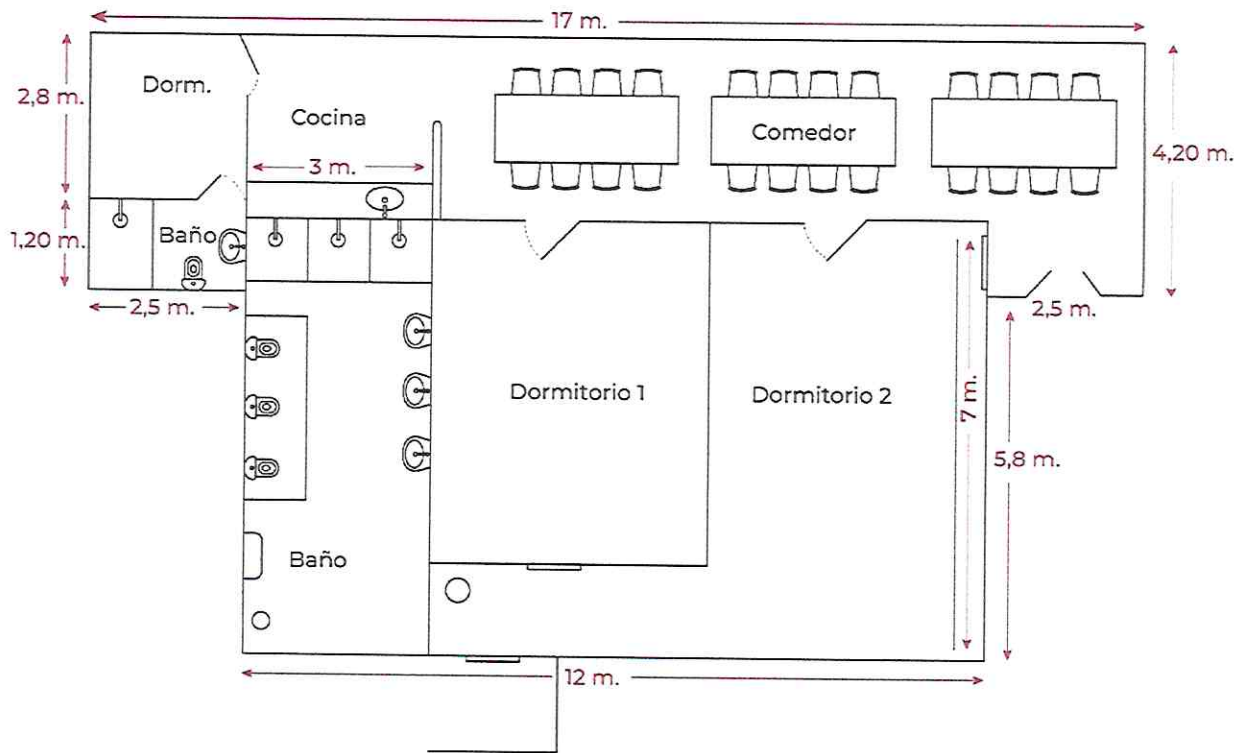 17 m.
Dorm.
2,8 m.
Cocina
Comedor
4,20 m.
3 m.
1,20 m.
Baño
2,5 m.
2,5 m.
Dormitorio 1
Dormitorio 2
7 m.
5,8 m.
Baño
12 m.